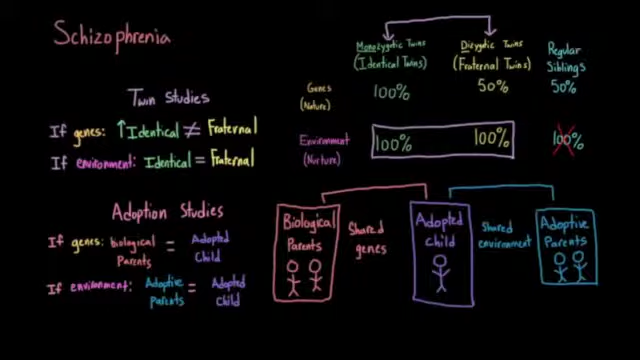 Schizophrenia
Monozygotic Twins
(Identical Twins)
Dizygotic Twins
(Fraternal Twins)
Regular
Siblings
Genes
(Nature)
100%
50%
50%
Environment
(Nurture)
100%
100%
100%
Twin Studies
If genes: ↑Identical ≠ Fraternal
If environment: Identical = Fraternal
Adoption Studies
If genes: biological Parents = Adopted Child
If environment: Adoptive parents = Adopted Child
Biological
Parents
Shared
genes
Adopted
Child
Shared
environment
Adoptive
Parents